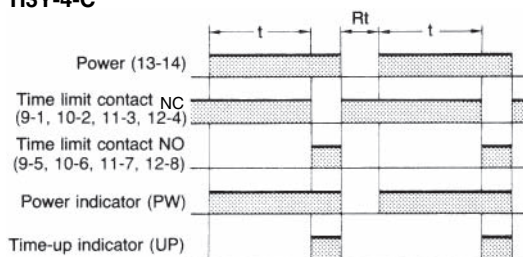 H3Y-4-C
t Rt t
Power (13-14)
Time limit contact NC
(9-1, 10-2, 11-3, 12-4)
Time limit contact NO
(9-5, 10-6, 11-7, 12-8)
Power indicator (PW)
Time-up indicator (UP)